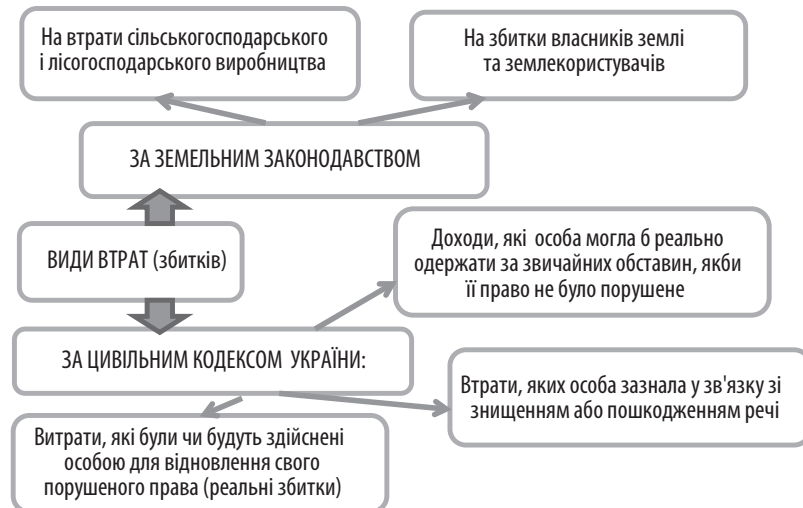 На втрати сільськогосподарського
і лісогосподарського виробництва
На збитки власників землі
та землекористувачів
ЗА ЗЕМЕЛЬНИМ ЗАКОНОДАВСТВОМ
ВИДИ ВТРАТ (збитків)
Доходи, які особа могла б реально
одержати за звичайних обставин, якби
її право не було порушене
ЗА ЦИВІЛЬНИМ КОДЕКСОМ УКРАЇНИ:
Втрати, яких особа зазнала у зв'язку зі
знищенням або пошкодженням речі
Витрати, які були чи будуть здійснені
особою для відновлення свого
порушеного права (реальні збитки)